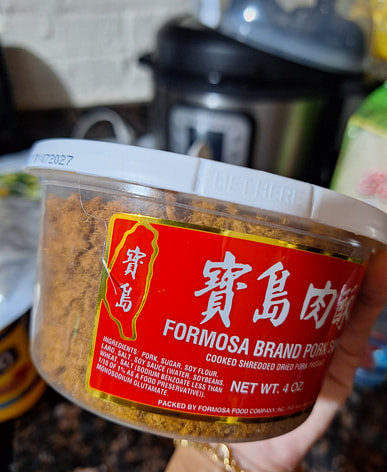 LIFT HERE
寶島
寶島肉
FORMOSA BRAND PORK
COOKED SHREDDED DRIED PORK
INGREDIENTS: PORK, SUGAR, SOY FLOUR,
LARD, SALT, SOY SAUCE (WATER, SOYBEANS,
WHEAT, SALT (SODIUM BENZOATE LESS THAN
1/10 OF 1% AS A FOOD PRESERVATIVE)),
MONOSODIUM GLUTAMATE.
NET WT. 4 OZ.
PACKED BY FORMOSA FOOD COMPANY, INC.